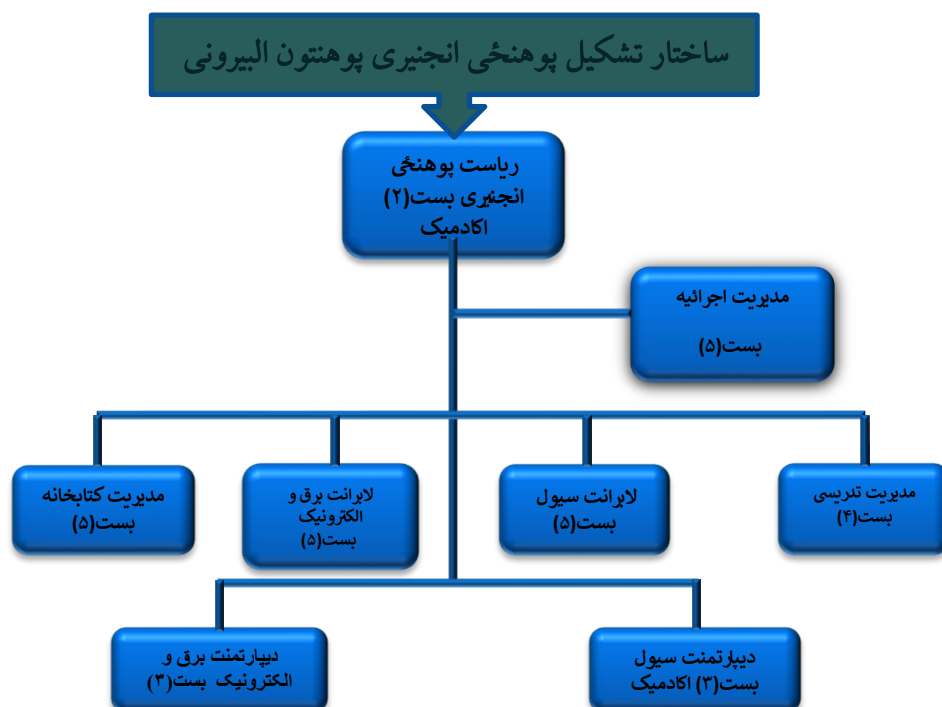 ساختار تشکیل پوهنځی انجنیری پوهنتون البیرونی
ریاست پوهنځی
انجنیری بست(۲)
اکادمیک
مدیریت اجرائیه
بست(۵)
مدیریت تدریسی
بست(۴)
لابرانت سیول
بست(۵)
لابرانت برق و
الکترونیک
بست(۵)
مدیریت کتابخانه
بست(۵)
دیپارتمنت سیول
بست(۳) اکادمیک
دیپارتمنت برق و
الکترونیک بست(۳)